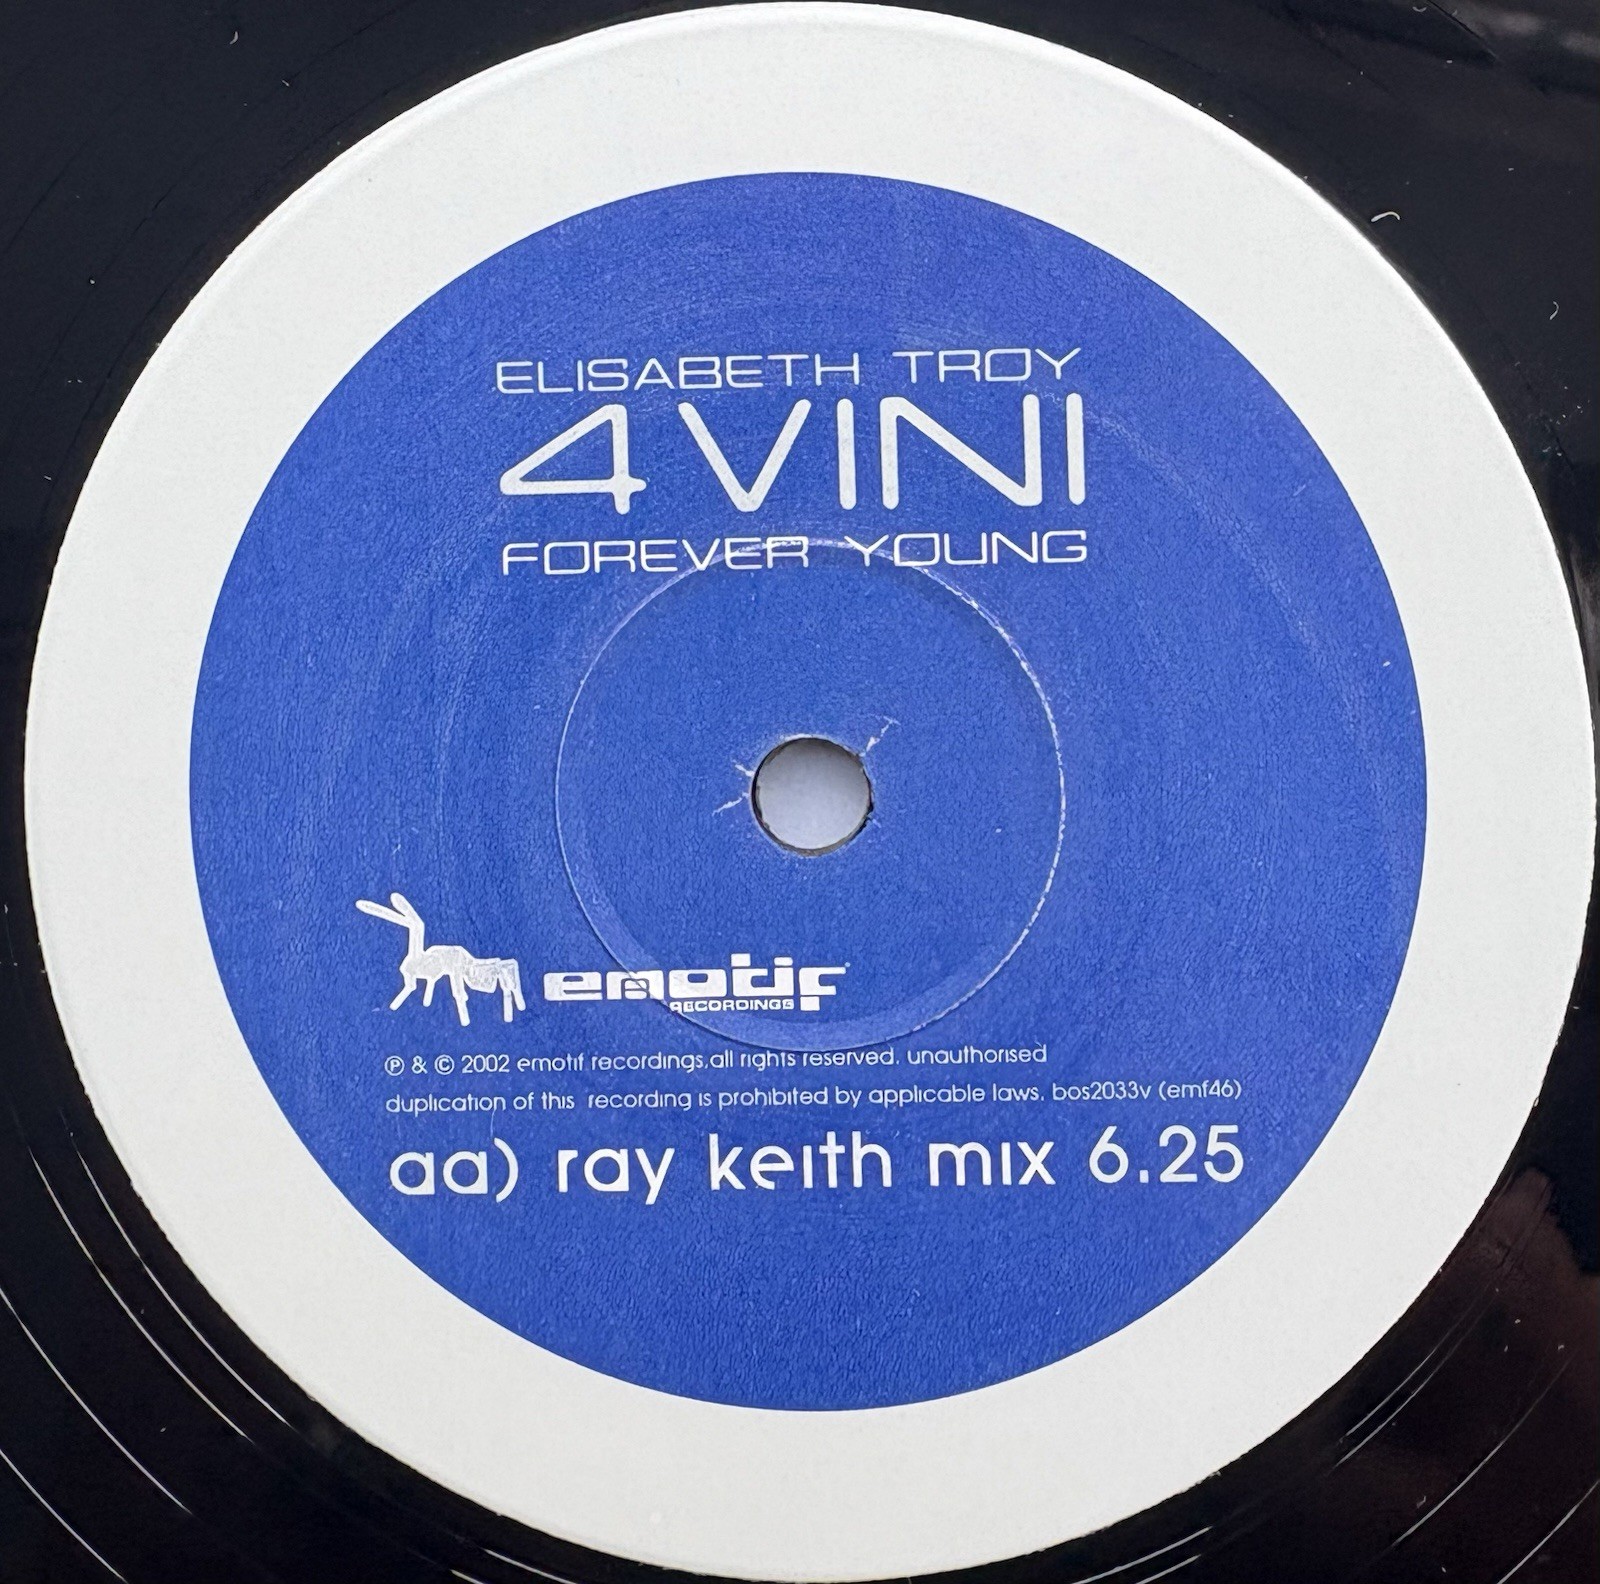 ELISABETH TROY
4VINI
FOREVER YOUNG
emotif
RECORDINGS
℗ & © 2002 emotif recordings,all rights reserved. unauthorised
duplication of this recording is prohibited by applicable laws. bos2033v (emf46)
aa) ray keith mix 6.25